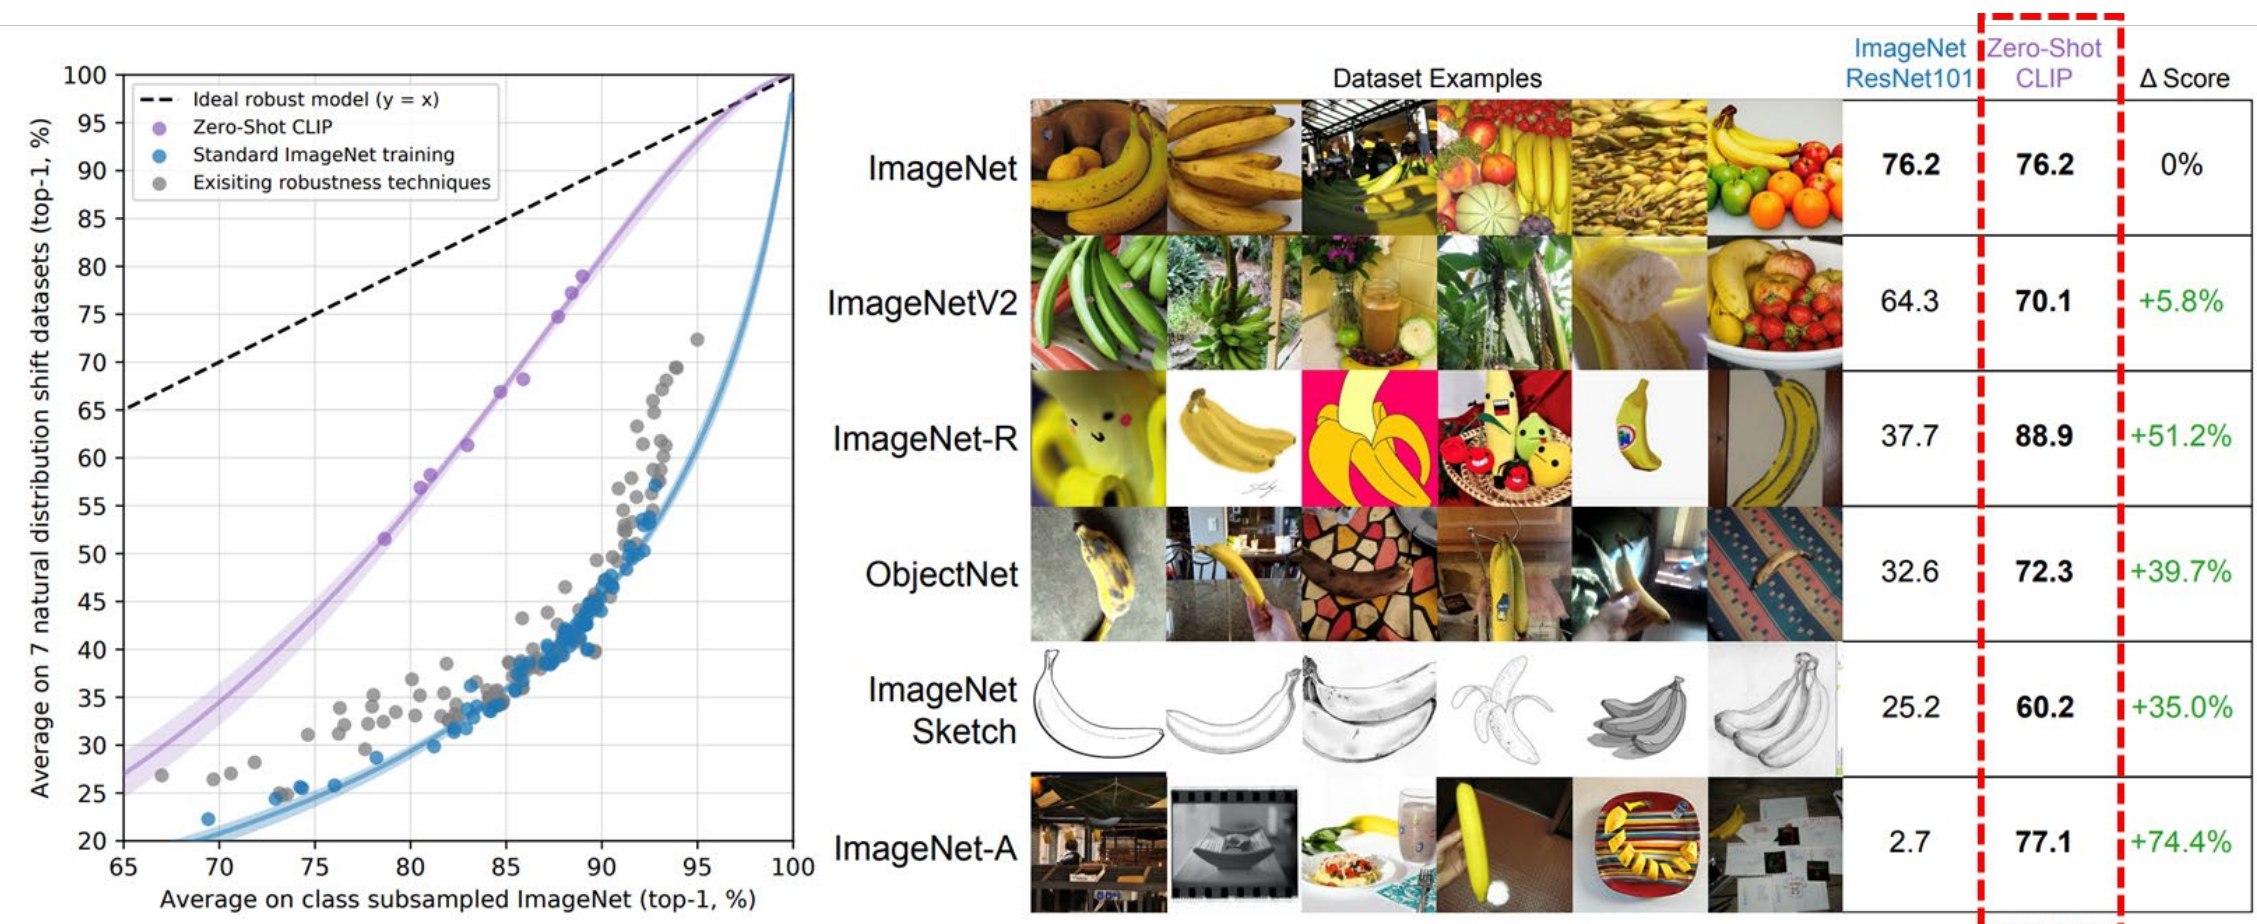 100
95
90
85
80
75
70
65
60
55
50
45
40
35
30
25
20
65 70 75 80 85 90 95 100
Average on 7 natural distribution shift datasets (top-1, %)
Average on class subsampled ImageNet (top-1, %)
Ideal robust model (y = x)
Zero-Shot CLIP
Standard ImageNet training
Exisiting robustness techniques
Dataset Examples
ImageNet
ResNet101
Zero-Shot
CLIP
Δ Score
ImageNet 76.2 76.2 0%
ImageNetV2 64.3 70.1 +5.8%
ImageNet-R 37.7 88.9 +51.2%
ObjectNet 32.6 72.3 +39.7%
ImageNet
Sketch
25.2 60.2 +35.0%
ImageNet-A 2.7 77.1 +74.4%